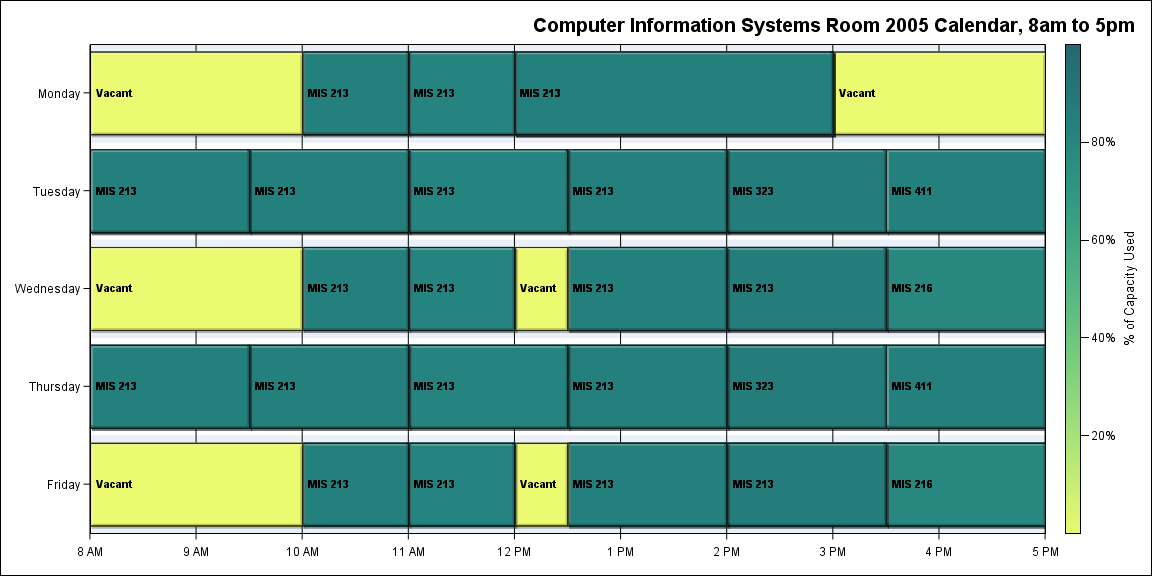 Computer Information Systems Room 2005 Calendar, 8am to 5pm
Monday
Vacant
MIS 213
MIS 213
MIS 213
Vacant
Tuesday
MIS 213
MIS 213
MIS 213
MIS 213
MIS 323
MIS 411
Wednesday
Vacant
MIS 213
MIS 213
Vacant
MIS 213
MIS 213
MIS 216
Thursday
MIS 213
MIS 213
MIS 213
MIS 213
MIS 323
MIS 411
Friday
Vacant
MIS 213
MIS 213
Vacant
MIS 213
MIS 213
MIS 216
8 AM
9 AM
10 AM
11 AM
12 PM
1 PM
2 PM
3 PM
4 PM
5 PM
80%
60%
40%
20%
% of Capacity Used